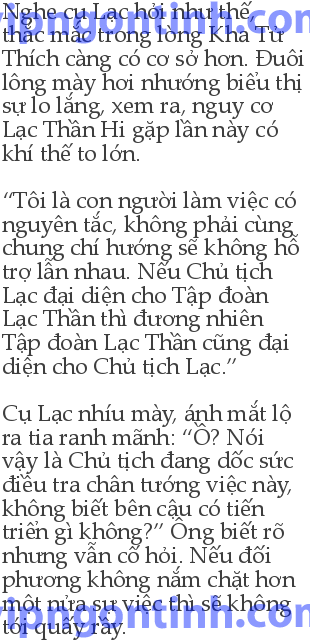 Nghe cụ Lạc hỏi như thế,
thắc mắc trong lòng Kha Tử
Thích càng có cơ sở hơn. Đuôi
lông mày hơi nhướng biểu thị
sự lo lắng, xem ra, nguy cơ
Lạc Thần Hi gặp lần này có
khí thế to lớn.
“Tôi là con người làm việc có
nguyên tắc, không phải cùng
chung chí hướng sẽ không hỗ
trợ lẫn nhau. Nếu Chủ tịch
Lạc đại diện cho Tập đoàn
Lạc Thần thì đương nhiên
Tập đoàn Lạc Thần cũng đại
diện cho Chủ tịch Lạc.”
Cụ Lạc nhíu mày, ánh mắt lộ
ra tia ranh mãnh: “Ồ? Nói
vậy là Chủ tịch đang dốc sức
điều tra chân tướng việc này,
không biết bên cậu có tiến
triển gì không?” Ông biết rõ
nhưng vẫn cố hỏi. Nếu đối
phương không nắm chặt hơn
một nửa sự việc thì sẽ không
tới quấy rầy.
vipngontinh.com
vipngontinh.com